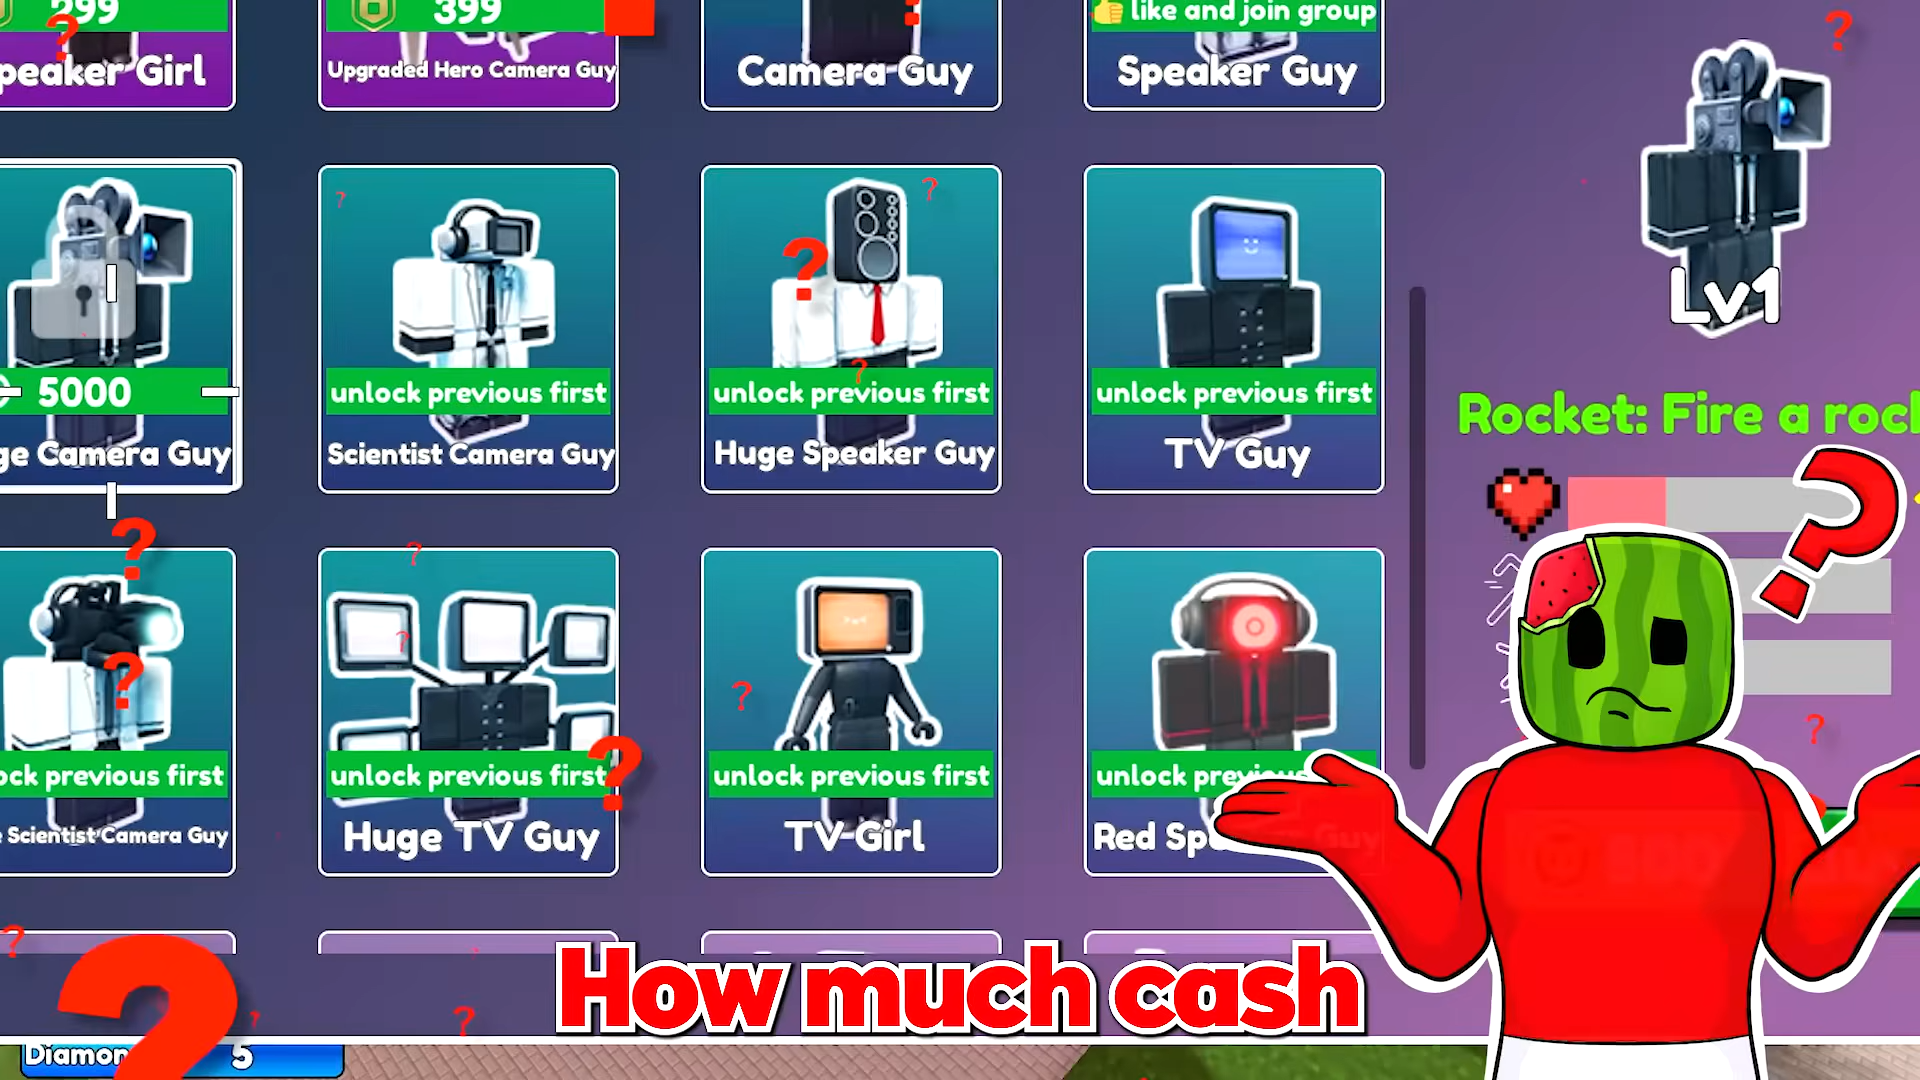 299
399
like and join group
peaker Girl
Upgraded Hero Camera Guy
Camera Guy
Speaker Guy
Lv1
5000
unlock previous first
unlock previous first
unlock previous first
ge Camera Guy
Scientist Camera Guy
Huge Speaker Guy
TV Guy
Rocket: Fire a rock
ock previous first
unlock previous first
unlock previous first
unlock previous
Scientist Camera Guy
Huge TV Guy
TV Girl
Red Guy
How much cash
Diamon 5